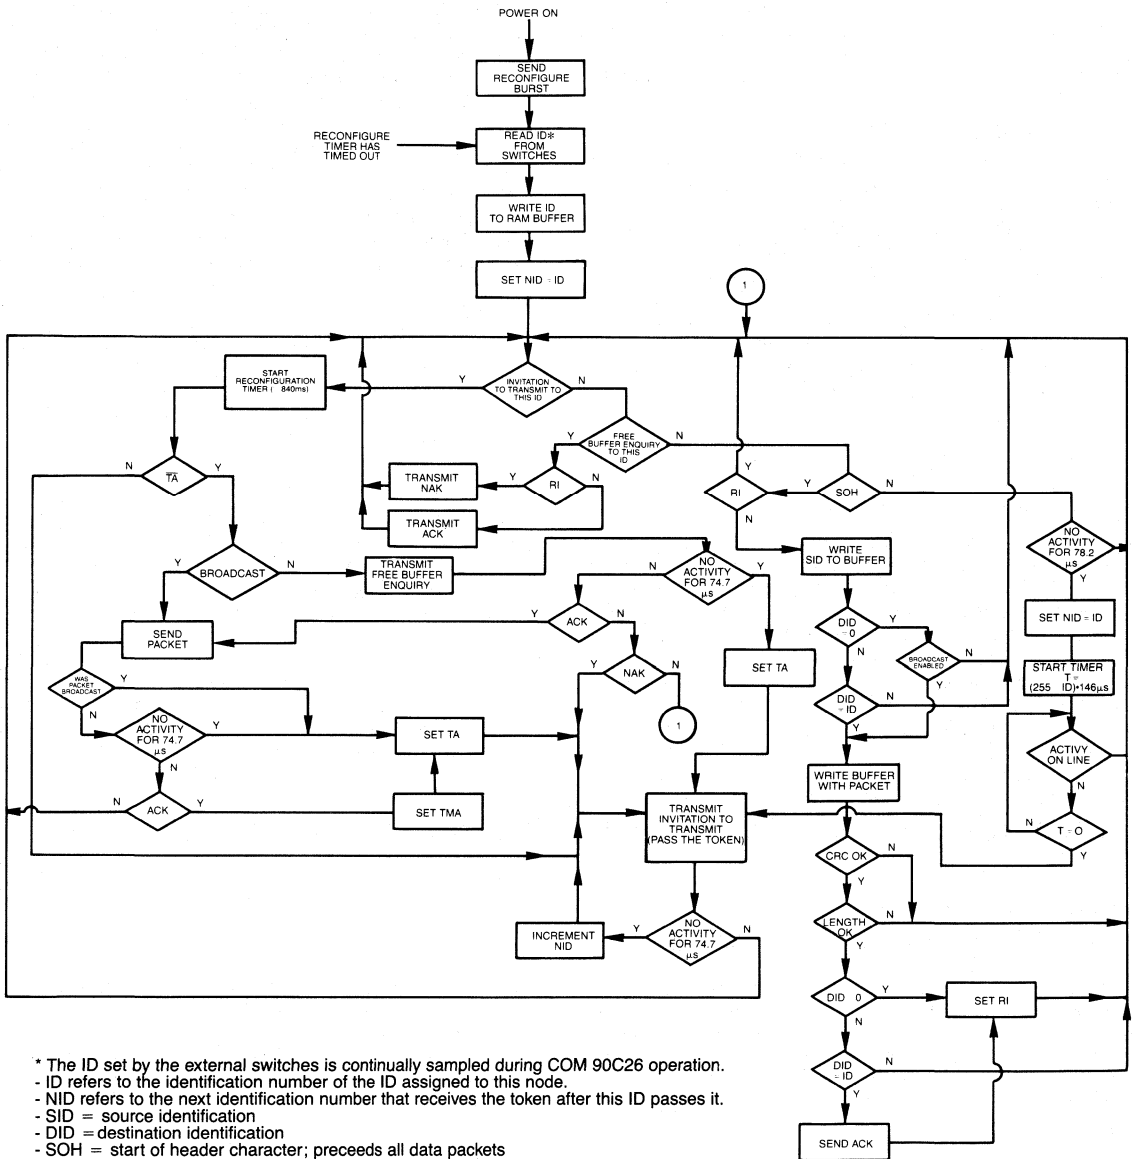 POWER ON
SEND
RECONFIGURE
BURST
RECONFIGURE
TIMER HAS
TIMED OUT
READ ID*
FROM
SWITCHES
WRITE ID
TO RAM BUFFER
SET NID = ID
1
START
RECONFIGURATION
TIMER ( 840ms)
Y
INVITATION
TO TRANSMIT TO
THIS ID
N
FREE
BUFFER ENQUIRY
TO THIS
ID
Y
N
N
TA
Y
TRANSMIT
NAK
Y
RI
N
TRANSMIT
ACK
Y
RI
N
Y
SOH
N
NO
ACTIVITY
FOR 78.2
µs
N
Y
WRITE
SID TO BUFFER
Y
BROADCAST
N
TRANSMIT
FREE BUFFER
ENQUIRY
N
NO
ACTIVITY
FOR 74.7
µs
Y
SET NID = ID
SEND
PACKET
Y
ACK
N
DID
= 0
Y
N
BROADCAST
ENABLED
N
Y
START TIMER
T=
(255 ID)•146µs
WAS
PACKET
BROADCAST
Y
N
Y
NAK
N
SET TA
DID
= ID
N
Y
NO
ACTIVITY
FOR 74.7
µs
Y
N
SET TA
1
ACTIVY
ON LINE
Y
N
WRITE BUFFER
WITH PACKET
N
ACK
Y
SET TMA
TRANSMIT
INVITATION TO
TRANSMIT
(PASS THE TOKEN)
N
T = O
Y
CRC OK
N
Y
INCREMENT
NID
Y
NO
ACTIVITY
FOR 74.7
µs
N
LENGTH
OK
N
Y
DID 0
Y
N
SET RI
DID
= ID
N
Y
SEND ACK
* The ID set by the external switches is continually sampled during COM 90C26 operation.
- ID refers to the identification number of the ID assigned to this node.
- NID refers to the next identification number that receives the token after this ID passes it.
- SID = source identification
- DID = destination identification
- SOH = start of header character; preceeds all data packets